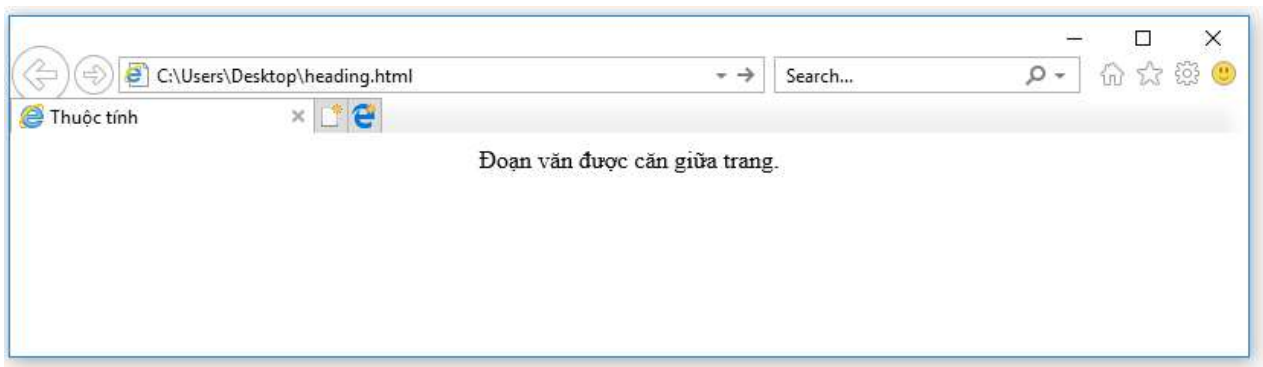 C:\Users\Desktop\heading.html
Search...
Thuộc tính
Đoạn văn được căn giữa trang.